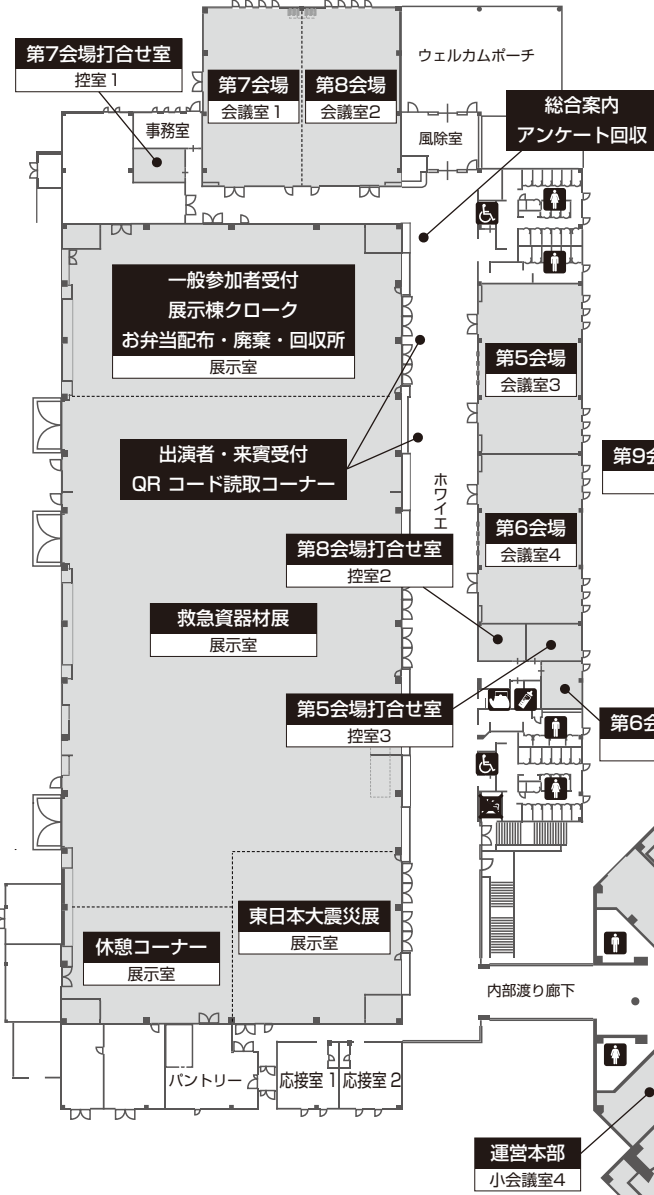 ウェルカムポーチ
第7会場打合せ室
控室1
第7会場
会議室1
第8会場
会議室2
総合案内
アンケート回収
事務室
風除室
一般参加者受付
展示棟クローク
お弁当配布・廃棄・回収所
展示室
第5会場
会議室3
出演者・来賓受付
QR コード読取コーナー
ホワイエ
第9会
第6会場
会議室4
第8会場打合せ室
控室2
救急資器材展
展示室
第5会場打合せ室
控室3
第6会
東日本大震災展
展示室
休憩コーナー
展示室
内部渡り廊下
パントリー
応接室 1
応接室 2
運営本部
小会議室4